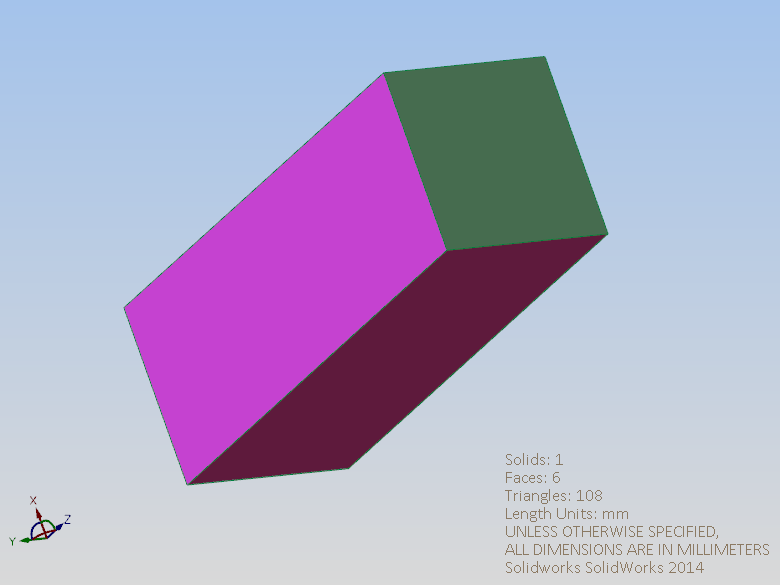 Solids: 1
Faces: 6
Triangles: 108
Length Units: mm
UNLESS OTHERWISE SPECIFIED,
ALL DIMENSIONS ARE IN MILLIMETERS
Solidworks SolidWorks 2014
X
Z
Y